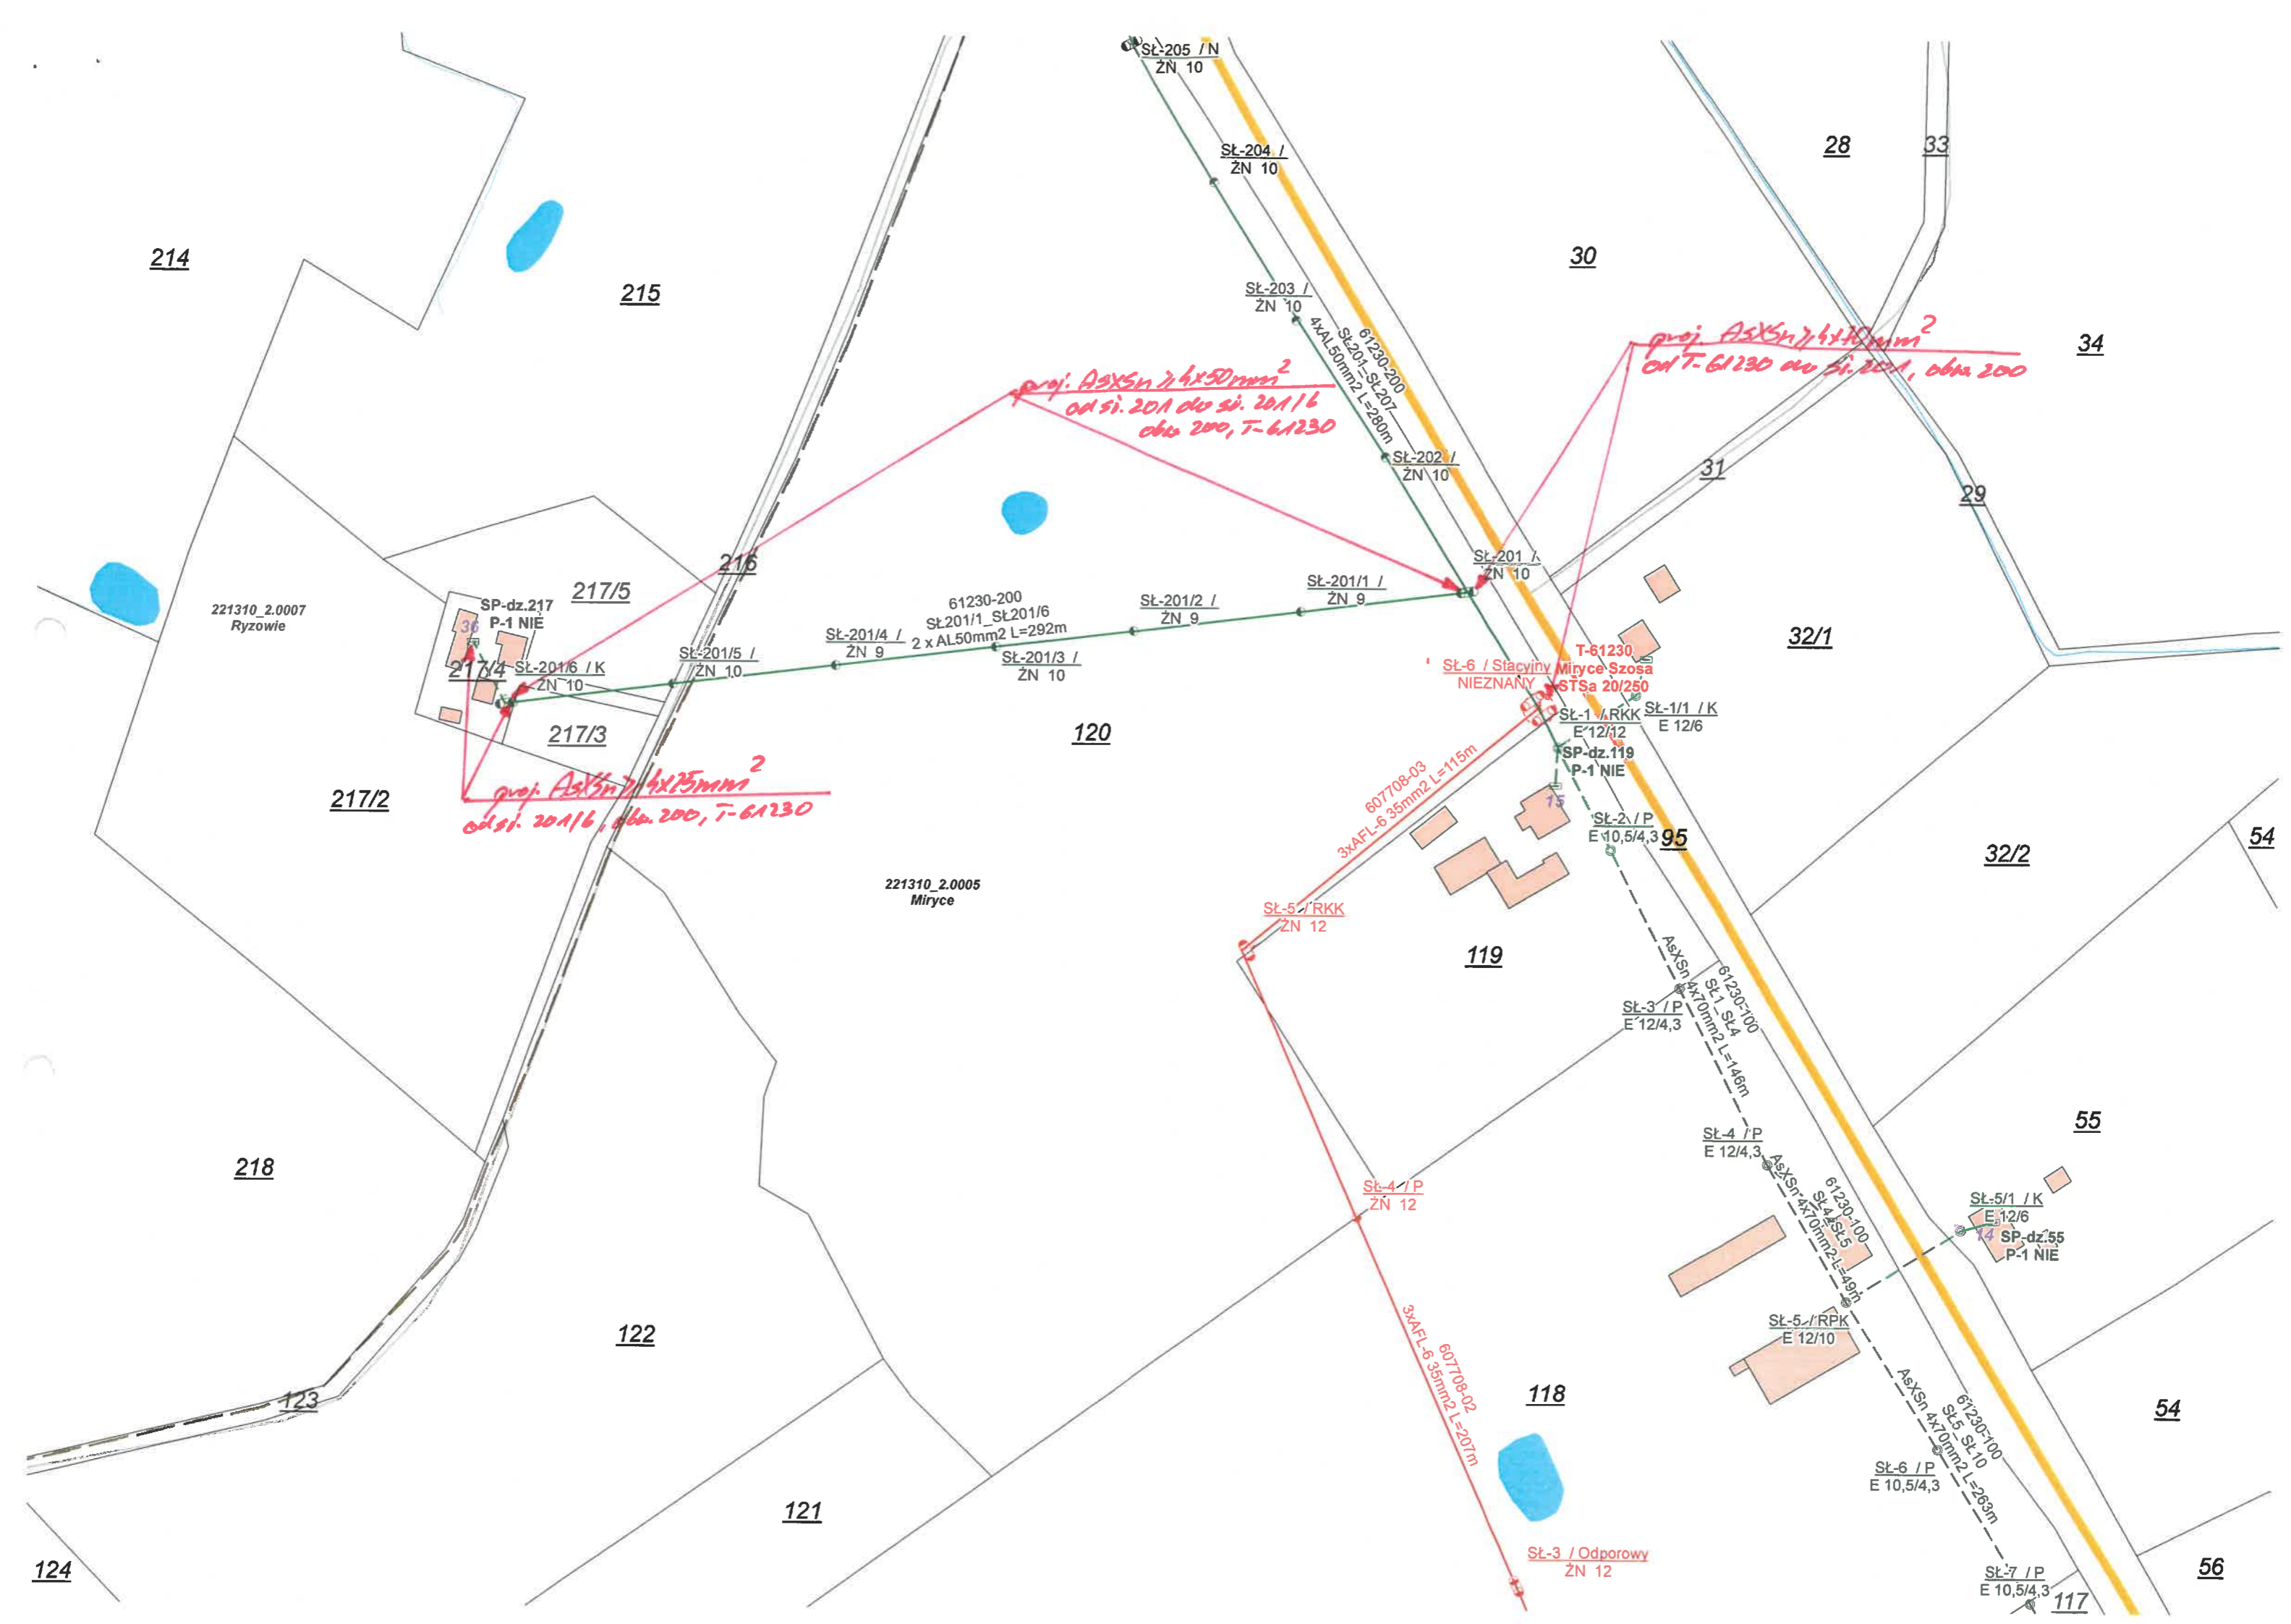 SŁ-205 / N
ŻN 10
SŁ-204 /
ŻN 10
28
33
214
215
30
SŁ-203 /
ŻN 10
61230-200
SŁ201_SŁ207
4xAL50mm2 L=280m
proj. AsXSn ≥ 4x70mm²
od T-61230 do sł. 201, obw. 200
34
proj. AsXSn ≥ 4x50mm²
od sł. 201 do sł. 201/6
obw. 200, T-61230
SŁ-202 /
ŻN 10
31
29
216
SŁ-201 /
ŻN 10
SŁ-201/1 /
ŻN 9
SŁ-201/2 /
ŻN 9
61230-200
SŁ201/1_SŁ201/6
2 x AL50mm2 L=292m
SŁ-201/3 /
ŻN 10
SŁ-201/4 /
ŻN 9
SŁ-201/5 /
ŻN 10
SŁ-201/6 / K
ŻN 10
217/5
SP-dz.217
P-1 NIE
36
217/4
221310_2.0007
Ryzowie
217/3
217/2
proj. AsXSn ≥ 4x25mm²
od sł. 201/6, obw. 200, T-61230
32/1
T-61230
Miryce Szosa
STSa 20/250
SŁ-6 / Stacyjny
NIEZNANY
SŁ-1 / RKK
E 12/12
SŁ-1/1 / K
E 12/6
SP-dz.119
P-1 NIE
15
120
607708-03
3xAFL-6 35mm2 L=115m
SŁ-2 / P
E 10,5/4,3
95
32/2
54
221310_2.0005
Miryce
SŁ-5 / RKK
ŻN 12
119
61230-100
SŁ1_SŁ4
AsXSn 4x70mm2 L=146m
SŁ-3 / P
E 12/4,3
55
218
SŁ-4 / P
E 12/4,3
SŁ-4 / P
ŻN 12
61230-100
SŁ4_SŁ5
AsXSn 4x70mm2 L=49m
SŁ-5/1 / K
E 12/6
14
SP-dz.55
P-1 NIE
SŁ-5 / RPK
E 12/10
122
123
607708-02
3xAFL-6 35mm2 L=207m
118
61230-100
SŁ5_SŁ10
AsXSn 4x70mm2 L=263m
54
SŁ-6 / P
E 10,5/4,3
121
124
SŁ-3 / Odporowy
ŻN 12
SŁ-7 / P
E 10,5/4,3
117
56